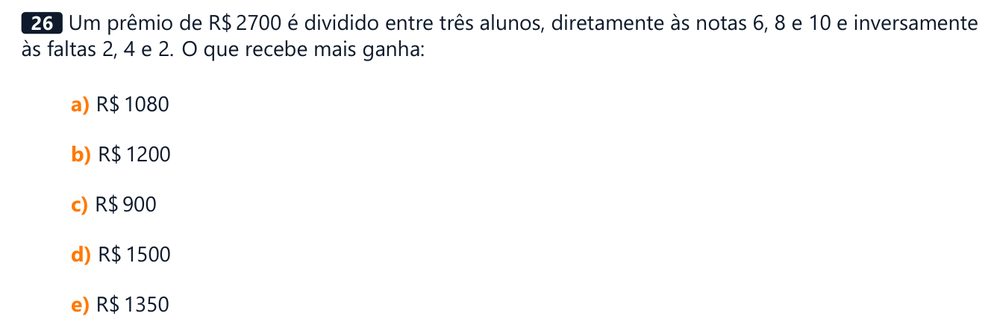 26 Um prêmio de R$ 2700 é dividido entre três alunos, diretamente às notas 6, 8 e 10 e inversamente
às faltas 2, 4 e 2. O que recebe mais ganha:
a) R$ 1080
b) R$ 1200
c) R$ 900
d) R$ 1500
e) R$ 1350